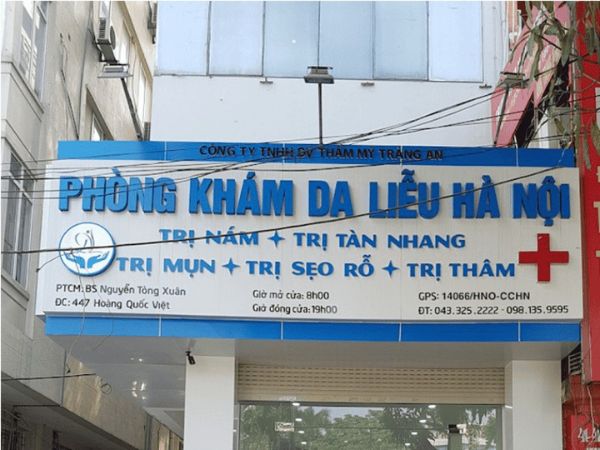 CÔNG TY TNHH DV THẨM MỸ TRÀNG AN
PHÒNG KHÁM DA LIỄU HÀ NỘI
TRỊ NÁM ✦ TRỊ TÀN NHANG
TRỊ MỤN ✦ TRỊ SẸO RỖ ✦ TRỊ THÂM
PTCM: BS Nguyễn Tòng Xuân
Giờ mở cửa: 8h00
GPS: 14066/HNO-CCHN
ĐC: 447 Hoàng Quốc Việt
Giờ đóng cửa: 19h00
ĐT: 043.325.2222 - 098.135.9595